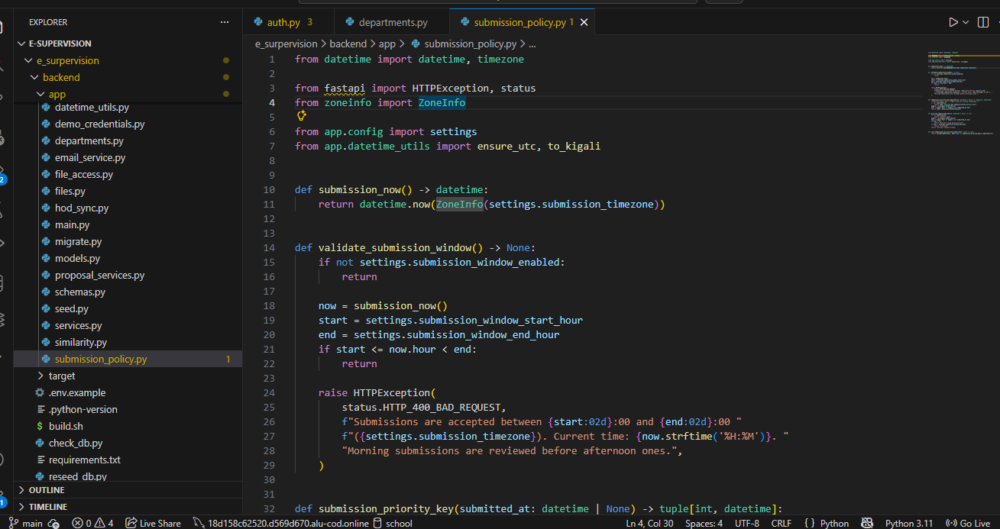 EXPLORER
auth.py 3
departments.py
submission_policy.py 1
E-SUPERVISION
e_surpervision
backend
app
datetime_utils.py
demo_credentials.py
departments.py
email_service.py
file_access.py
files.py
hod_sync.py
main.py
migrate.py
models.py
proposal_services.py
schemas.py
seed.py
services.py
similarity.py
submission_policy.py 1
target
.env.example
.python-version
build.sh
check_db.py
requirements.txt
reseed_db.py
OUTLINE
TIMELINE
e_surpervision > backend > app > submission_policy.py > ...
1 from datetime import datetime, timezone
2
3 from fastapi import HTTPException, status
4 from zoneinfo import ZoneInfo
5
6 from app.config import settings
7 from app.datetime_utils import ensure_utc, to_kigali
8
9
10 def submission_now() -> datetime:
11 return datetime.now(ZoneInfo(settings.submission_timezone))
12
13
14 def validate_submission_window() -> None:
15 if not settings.submission_window_enabled:
16 return
17
18 now = submission_now()
19 start = settings.submission_window_start_hour
20 end = settings.submission_window_end_hour
21 if start <= now.hour < end:
22 return
23
24 raise HTTPException(
25 status.HTTP_400_BAD_REQUEST,
26 f"Submissions are accepted between {start:02d}:00 and {end:02d}:00 "
27 f"({settings.submission_timezone}). Current time: {now.strftime('%H:%M')}. "
28 "Morning submissions are reviewed before afternoon ones.",
29 )
30
31
32 def submission_priority_key(submitted_at: datetime | None) -> tuple[int, datetime]:
2
1
main 0 4 Live Share 18d158c62520.d569d670.alu-cod.online school Ln 4, Col 30 Spaces: 4 UTF-8 CRLF { } Python Python 3.11 Go Live